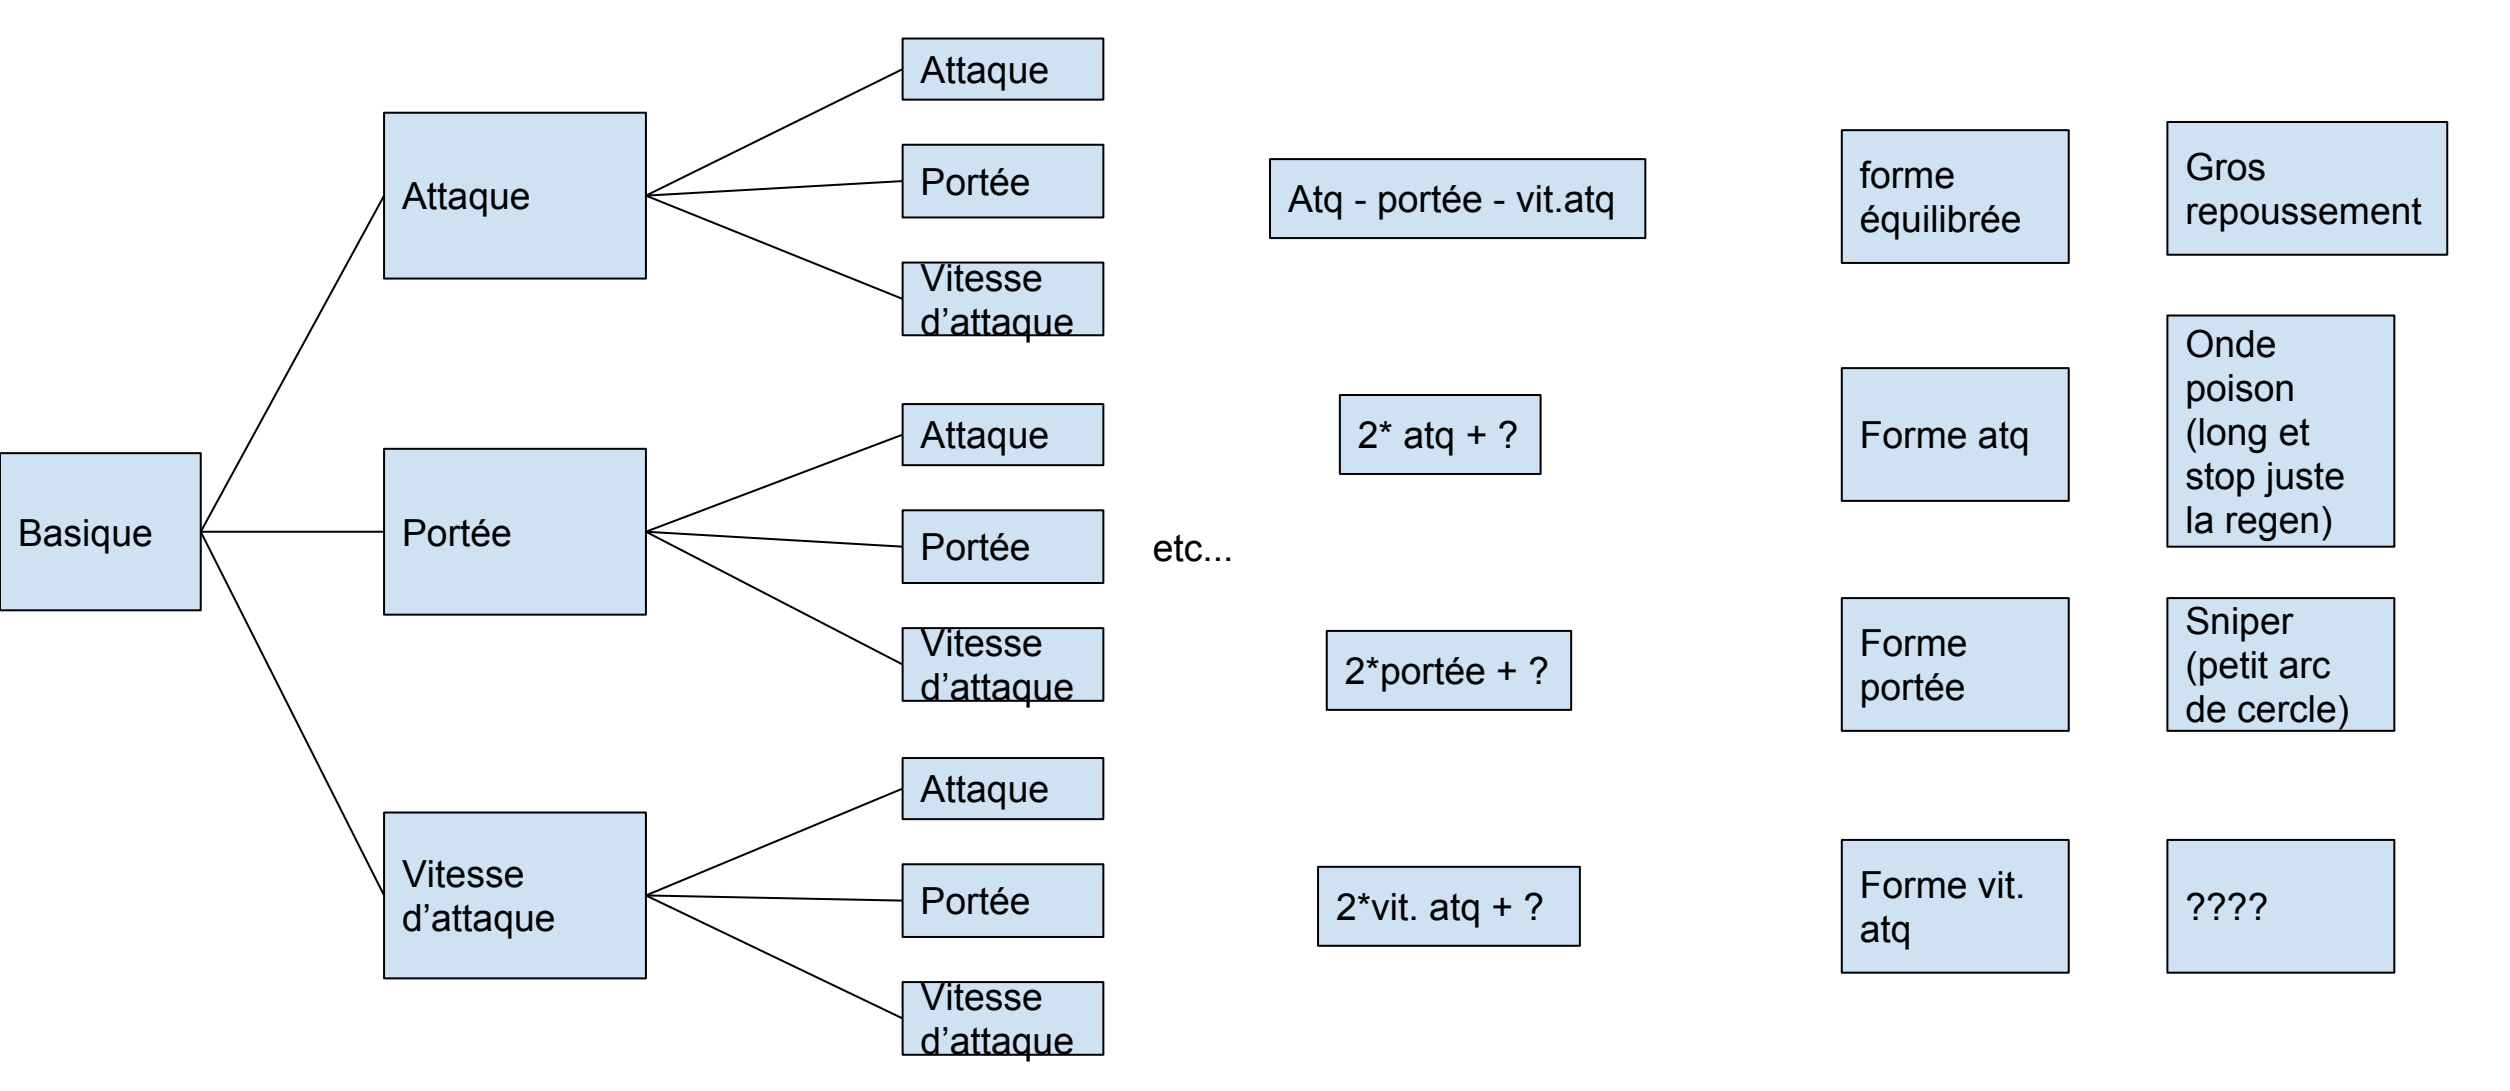 Basique
Attaque
Portée
Vitesse
d’attaque
Attaque
Portée
Vitesse
d’attaque
Attaque
Portée
Vitesse
d’attaque
Attaque
Portée
Vitesse
d’attaque
etc...
Atq - portée - vit.atq
2* atq + ?
2*portée + ?
2*vit. atq + ?
forme
équilibrée
Forme atq
Forme
portée
Forme vit.
atq
Gros
repoussement
Onde
poison
(long et
stop juste
la regen)
Sniper
(petit arc
de cercle)
????